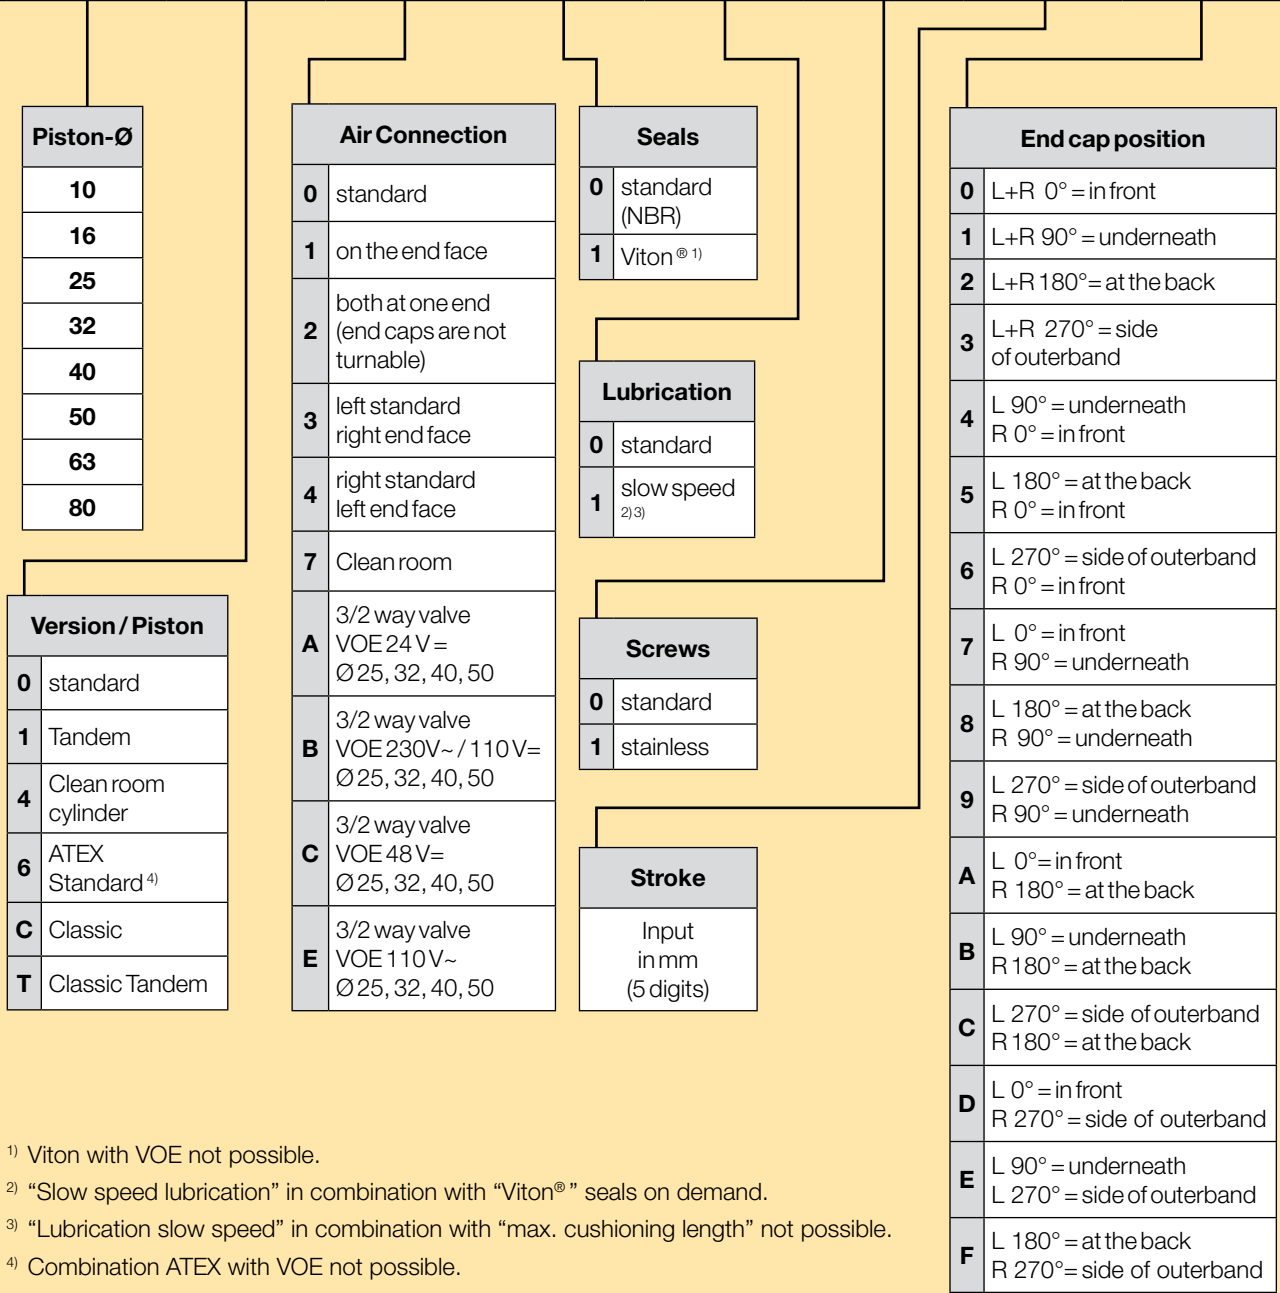 Piston-Ø
10
16
25
32
40
50
63
80
Version / Piston
0 standard
1 Tandem
4 Clean room
cylinder
6 ATEX
Standard 4)
C Classic
T Classic Tandem
Air Connection
0 standard
1 on the end face
2 both at one end
(end caps are not
turnable)
3 left standard
right end face
4 right standard
left end face
7 Clean room
A 3/2 way valve
VOE 24 V =
Ø 25, 32, 40, 50
B 3/2 way valve
VOE 230V~ / 110 V=
Ø 25, 32, 40, 50
C 3/2 way valve
VOE 48 V=
Ø 25, 32, 40, 50
E 3/2 way valve
VOE 110 V~
Ø 25, 32, 40, 50
Seals
0 standard
(NBR)
1 Viton ® 1)
Lubrication
0 standard
1 slow speed
2) 3)
Screws
0 standard
1 stainless
Stroke
Input
in mm
(5 digits)
End cap position
0 L+R 0° = in front
1 L+R 90° = underneath
2 L+R 180°= at the back
3 L+R 270° = side
of outerband
4 L 90° = underneath
R 0° = in front
5 L 180° = at the back
R 0° = in front
6 L 270° = side of outerband
R 0° = in front
7 L 0° = in front
R 90° = underneath
8 L 180° = at the back
R 90° = underneath
9 L 270° = side of outerband
R 90° = underneath
A L 0°= in front
R 180° = at the back
B L 90° = underneath
R 180° = at the back
C L 270° = side of outerband
R 180° = at the back
D L 0° = in front
R 270° = side of outerband
E L 90° = underneath
L 270° = side of outerband
F L 180° = at the back
R 270°= side of outerband
1) Viton with VOE not possible.
2) “Slow speed lubrication” in combination with “Viton® ” seals on demand.
3) “Lubrication slow speed” in combination with “max. cushioning length” not possible.
4) Combination ATEX with VOE not possible.